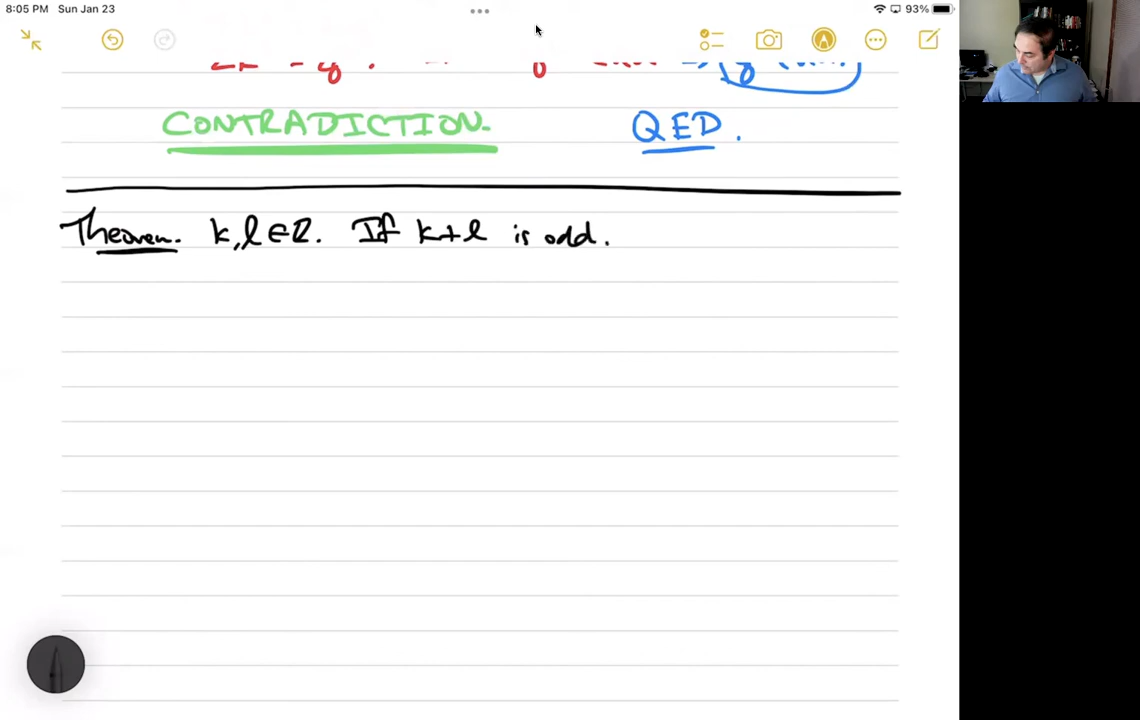 8:05 PM Sun Jan 23
93%
CONTRADICTION. QED.
Theorem. k,l∈Z. If k+l is odd.